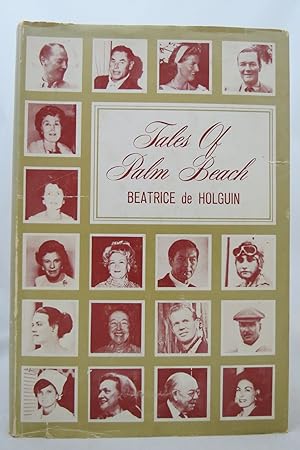 Tales Of
Palm Beach
BEATRICE de HOLGUIN